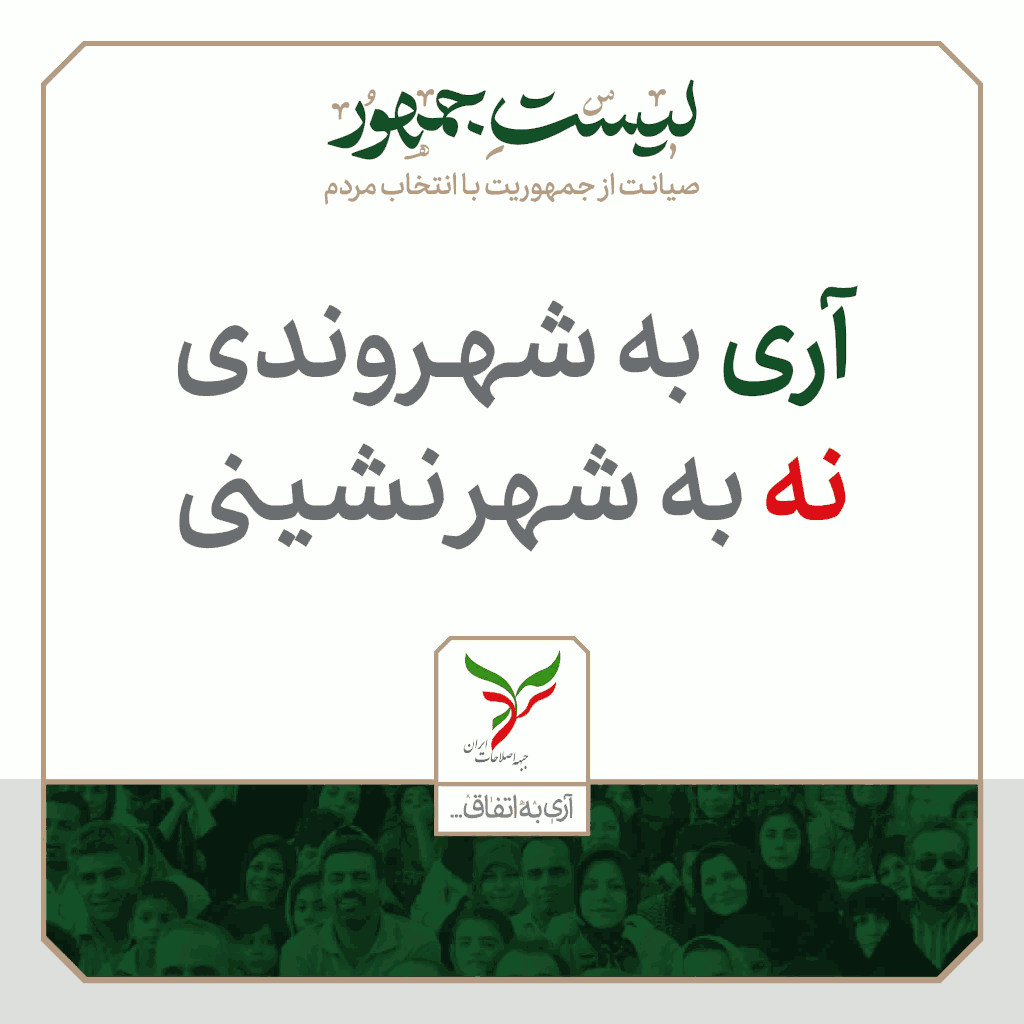 لیستِ جمهور
صیانت از جمهوریت با انتخاب مردم
آری به شهروندی
نه به شهرنشینی
جبهه اصلاحات ایران
آری به اتفاق...